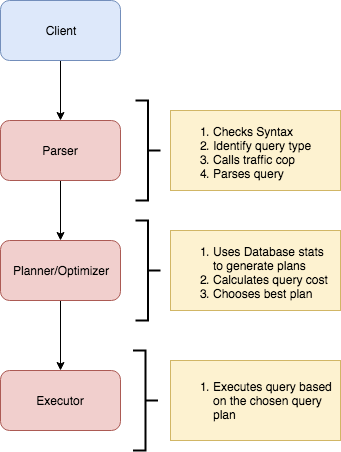 Client
Parser
1. Checks Syntax
2. Identify query type
3. Calls traffic cop
4. Parses query
Planner/Optimizer
1. Uses Database stats
to generate plans
2. Calculates query cost
3. Chooses best plan
Executor
1. Executes query based
on the chosen query
plan